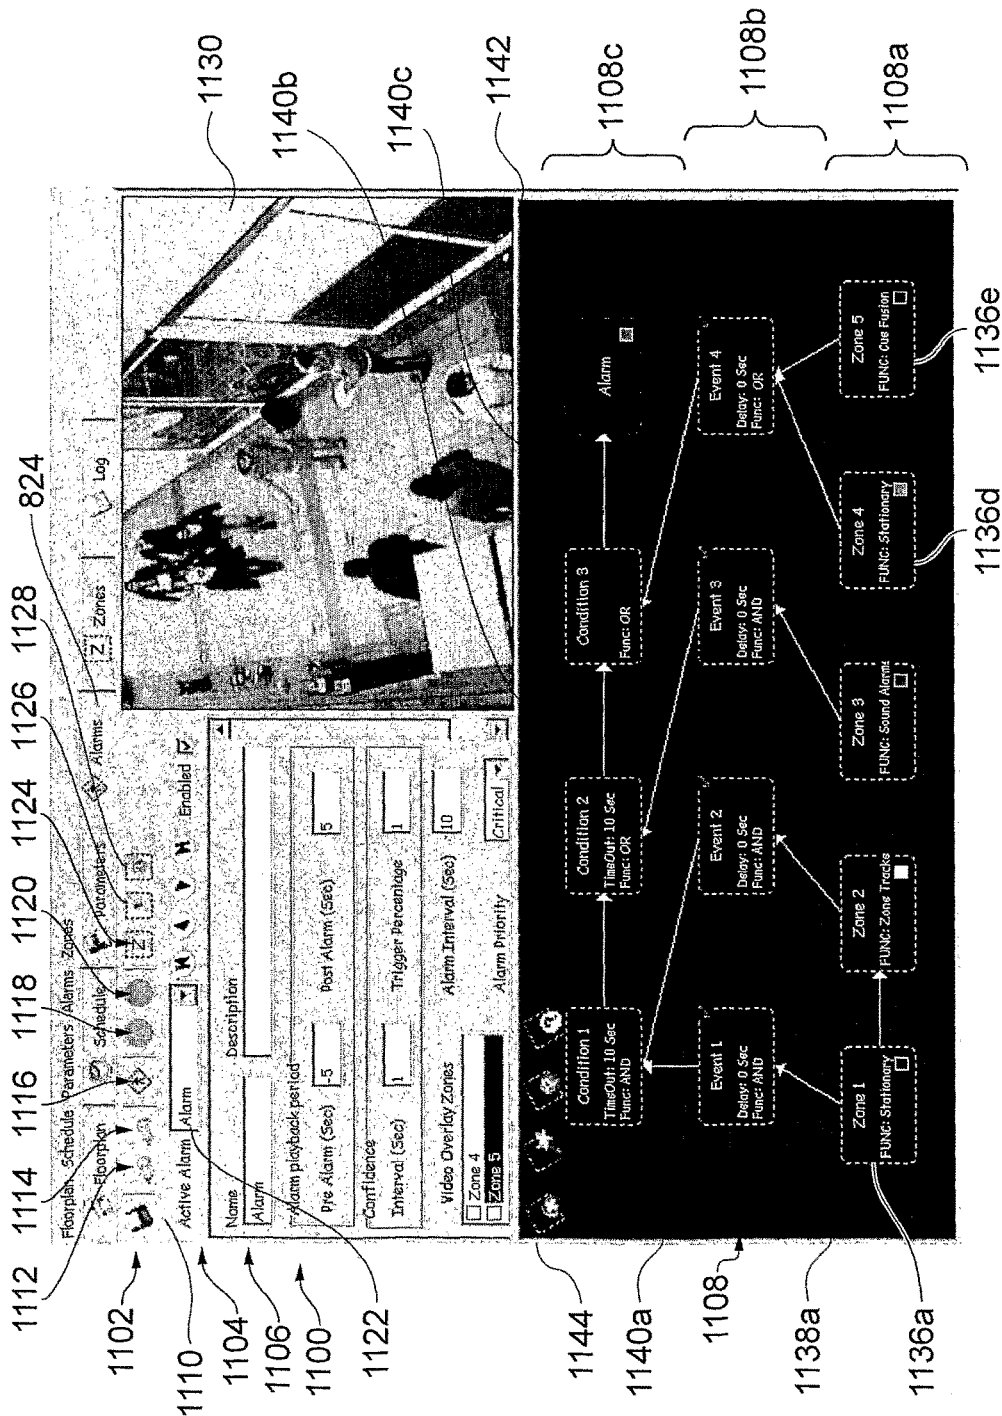 1112
1114
1116
1118
1120
1124
1126
1128
824
1102
1110
1104
1106
1100
1122
1130
1140b
1140c
1142
Floorplan Schedule Parameters Alarms Zones
Floorplan
Schedule
Parameters
Alarms
Z Zones
Log
Z
Active Alarm Alarm
Enabled
Name
Description
Alarm
Alarm playback period
Pre Alarm (Sec) -5
Post Alarm (Sec) 5
Confidence
Interval (Sec) 1
Trigger Percentage 1
Video Overlay Zones
Alarm Interval (Sec) 10
Zone 4
Zone 5
Alarm Priority Critical
1144
1140a
1108
1138a
1136a
Condition 1
TimeOut: 10 Sec
Func: AND
Condition 2
TimeOut: 10 Sec
Func: OR
Condition 3
Func: OR
Alarm
1108c
Event 1
Delay: 0 Sec
Func: AND
Event 2
Delay: 0 Sec
Func: AND
Event 3
Delay: 0 Sec
Func: AND
Event 4
Delay: 0 Sec
Func: OR
1108b
Zone 1
FUNC: Stationary
Zone 2
FUNC: Zone Tracke
Zone 3
FUNC: Sound Alarm
Zone 4
FUNC: Stationary
Zone 5
FUNC: Cue Fusion
1108a
1136d
1136e